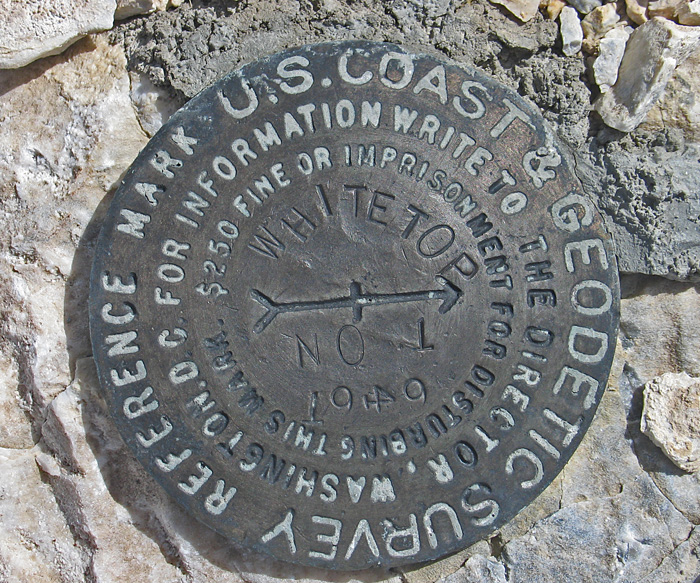 U.S. COAST & GEODETIC SURVEY
REFERENCE MARK
FOR INFORMATION WRITE TO THE DIRECTOR, WASHINGTON, D.C.
$250 FINE OR IMPRISONMENT FOR DISTURBING THIS MARK.
WHITETOP
NO 1
1946